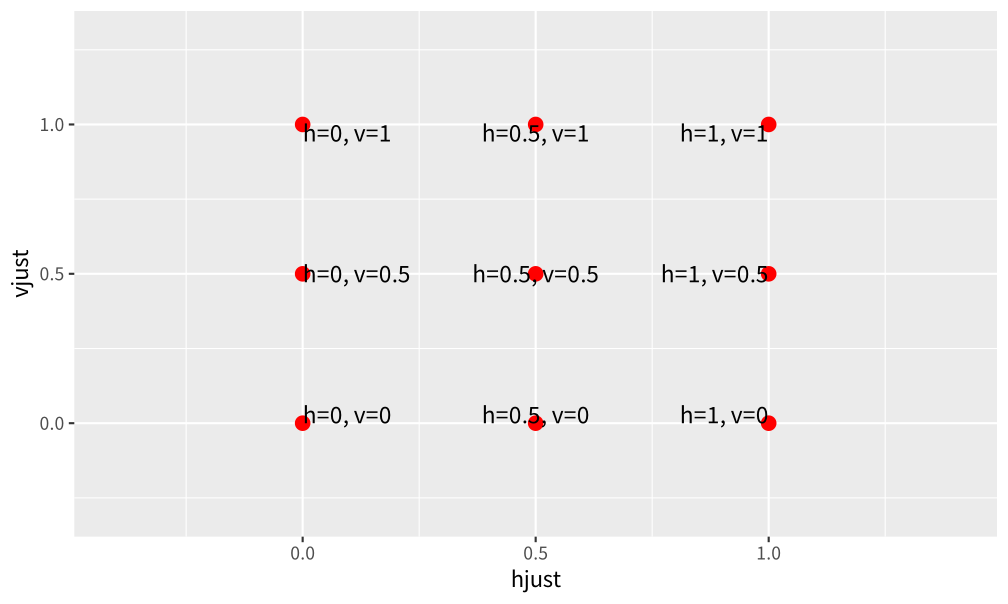 1.0
h=0, v=1
h=0.5, v=1
h=1, v=1
vjust
0.5
h=0, v=0.5
h=0.5, v=0.5
h=1, v=0.5
0.0
h=0, v=0
h=0.5, v=0
h=1, v=0
0.0
0.5
1.0
hjust